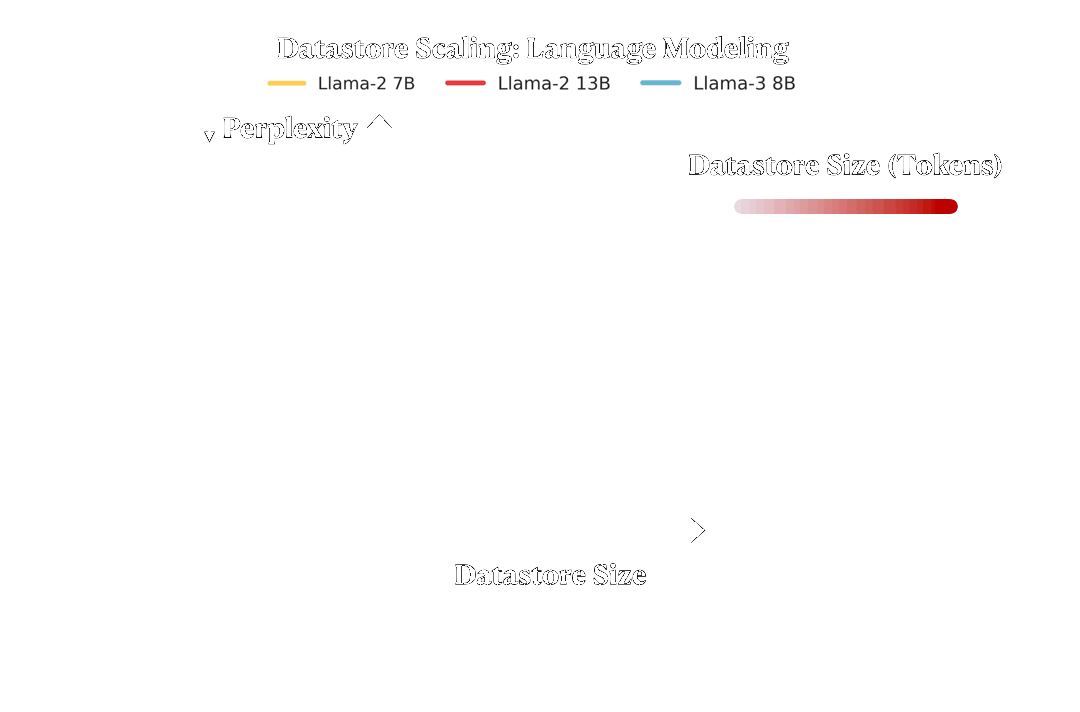 Datastore Scaling: Language Modeling
Llama-2 7B Llama-2 13B Llama-3 8B
Perplexity
Datastore Size (Tokens)
Datastore Size